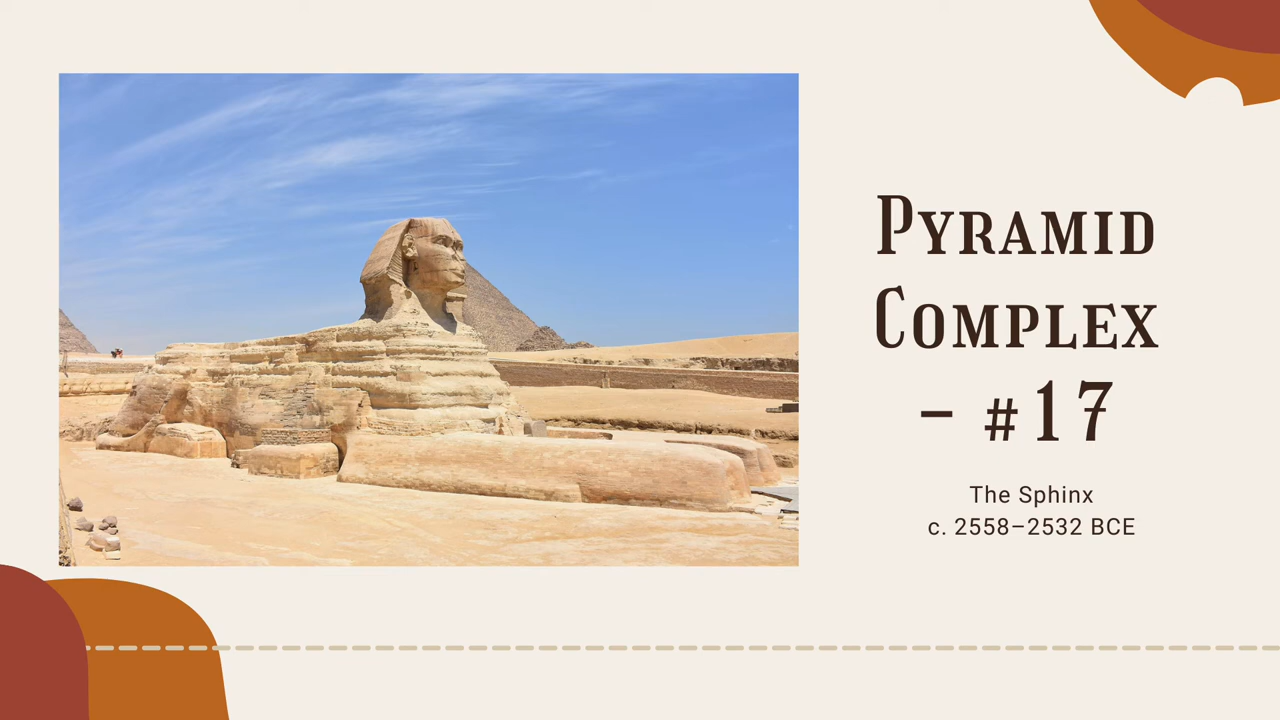 Pyramid
Complex
– #17
The Sphinx
c. 2558–2532 BCE